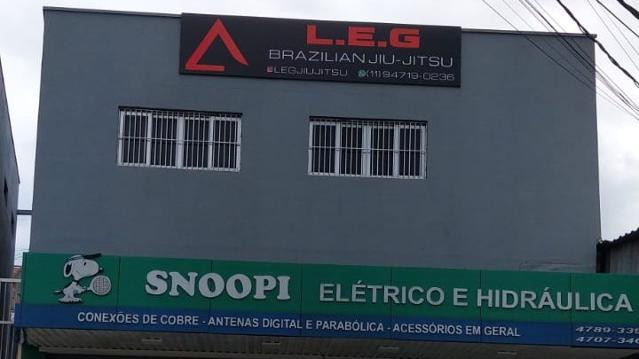 L.E.G
BRAZILIAN JIU-JITSU
LEGJIUJITSU (11)94719-0236
SNOOPI ELÉTRICO E HIDRÁULICA
CONEXÕES DE COBRE - ANTENAS DIGITAL E PARABÓLICA - ACESSÓRIOS EM GERAL